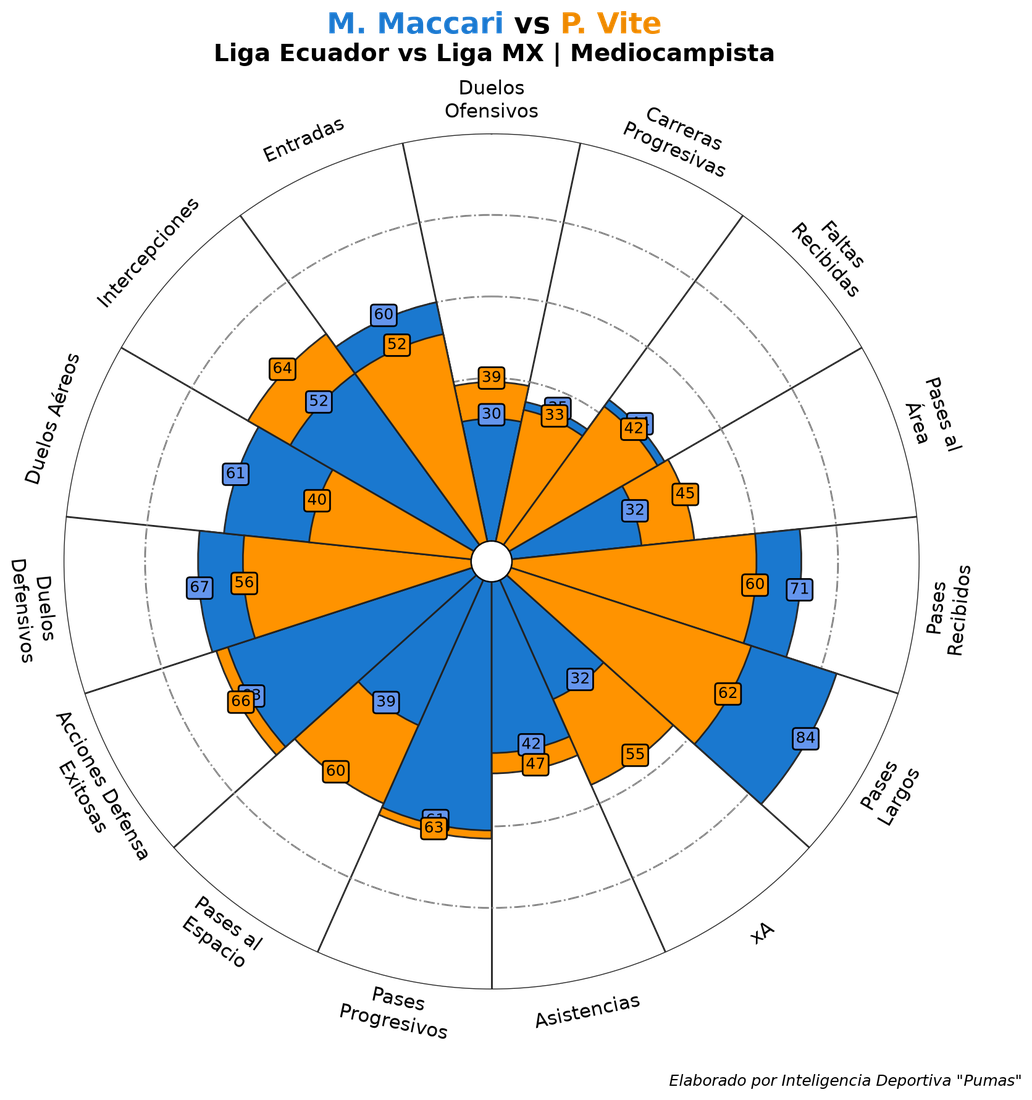 M. Maccari vs P. Vite
Liga Ecuador vs Liga MX | Mediocampista
Duelos
Ofensivos
Carreras
Progresivas
Faltas
Recibidas
Pases al
Área
Pases
Recibidos
Pases
Largos
xA
Asistencias
Pases
Progresivos
Pases al
Espacio
Acciones Defensa
Exitosas
Duelos
Defensivos
Duelos Aéreos
Intercepciones
Entradas
39
30
33
42
45
32
60
71
62
84
32
55
42
47
63
39
60
66
67
56
61
40
64
52
60
52
Elaborado por Inteligencia Deportiva "Pumas"